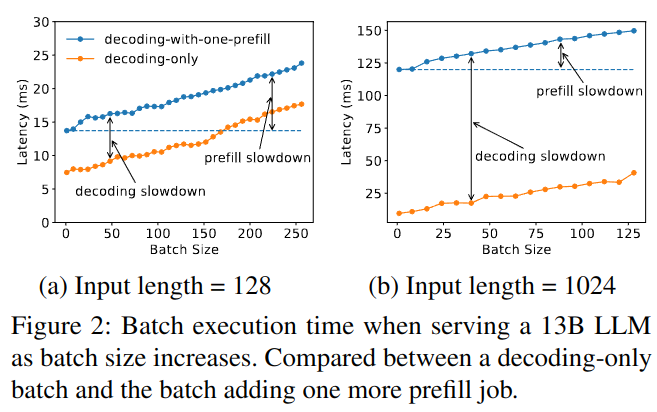 30
25
20
15
10
5
0
Latency (ms)
decoding-with-one-prefill
decoding-only
decoding slowdown
prefill slowdown
0 50 100 150 200 250
Batch Size
(a) Input length = 128
150
125
100
75
50
25
Latency (ms)
prefill slowdown
decoding slowdown
0 25 50 75 100 125
Batch Size
(b) Input length = 1024
Figure 2: Batch execution time when serving a 13B LLM
as batch size increases. Compared between a decoding-only
batch and the batch adding one more prefill job.